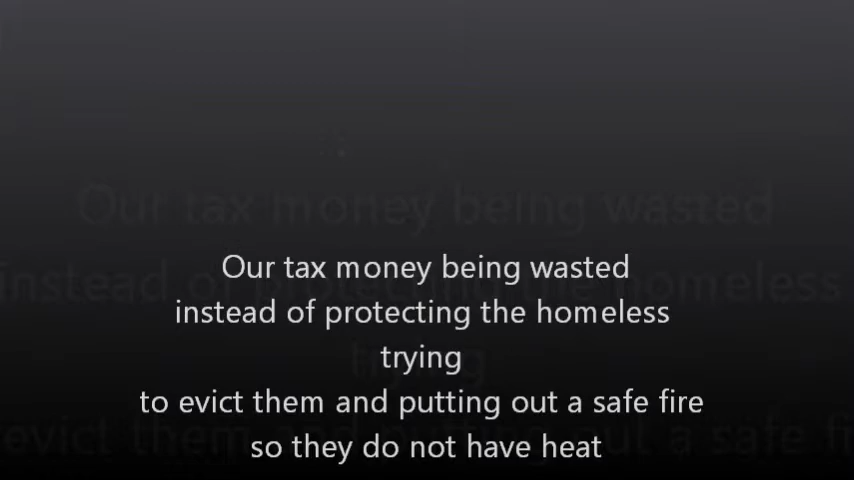 Our tax money being wasted
instead of protecting the homeless
trying
to evict them and putting out a safe fire
so they do not have heat